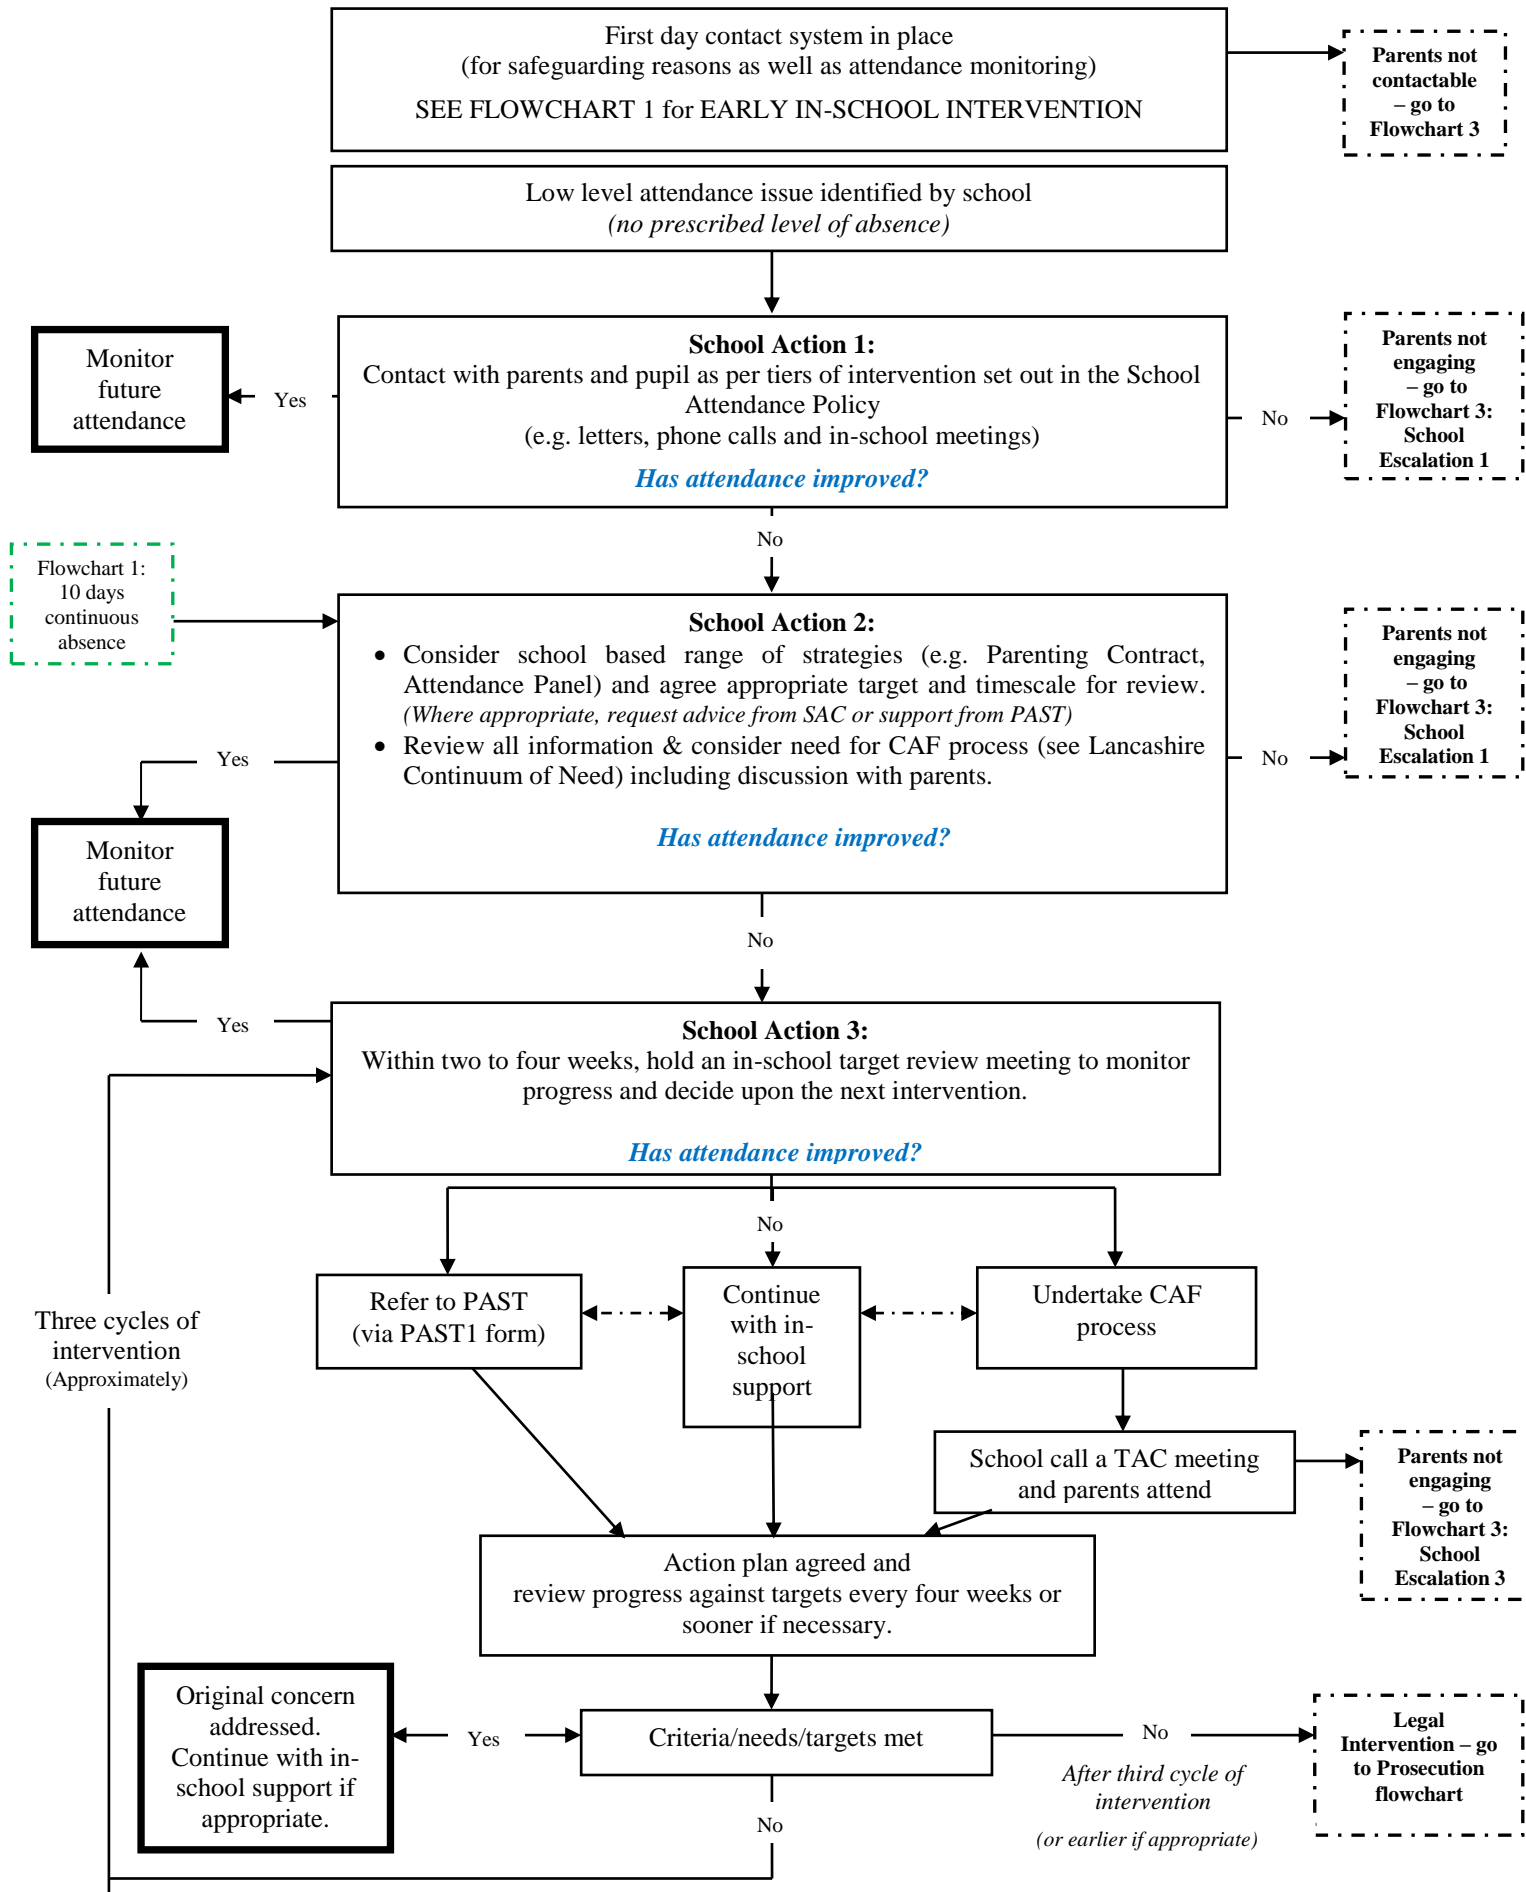 First day contact system in place
(for safeguarding reasons as well as attendance monitoring)
SEE FLOWCHART 1 for EARLY IN-SCHOOL INTERVENTION
Parents not
contactable
– go to
Flowchart 3
Low level attendance issue identified by school
(no prescribed level of absence)
Monitor
future
attendance
Yes
School Action 1:
Contact with parents and pupil as per tiers of intervention set out in the School
Attendance Policy
(e.g. letters, phone calls and in-school meetings)
Has attendance improved?
No
Parents not
engaging
– go to
Flowchart 3:
School
Escalation 1
No
Flowchart 1:
10 days
continuous
absence
School Action 2:
• Consider school based range of strategies (e.g. Parenting Contract,
Attendance Panel) and agree appropriate target and timescale for review.
(Where appropriate, request advice from SAC or support from PAST)
• Review all information & consider need for CAF process (see Lancashire
Continuum of Need) including discussion with parents.
Has attendance improved?
Yes
No
Parents not
engaging
– go to
Flowchart 3:
School
Escalation 1
Monitor
future
attendance
No
Yes
School Action 3:
Within two to four weeks, hold an in-school target review meeting to monitor
progress and decide upon the next intervention.
Has attendance improved?
No
Three cycles of
intervention
(Approximately)
Refer to PAST
(via PAST1 form)
Continue
with in-
school
support
Undertake CAF
process
School call a TAC meeting
and parents attend
Parents not
engaging
– go to
Flowchart 3:
School
Escalation 3
Action plan agreed and
review progress against targets every four weeks or
sooner if necessary.
Original concern
addressed.
Continue with in-
school support if
appropriate.
Yes
Criteria/needs/targets met
No
After third cycle of
intervention
(or earlier if appropriate)
Legal
Intervention – go
to Prosecution
flowchart
No